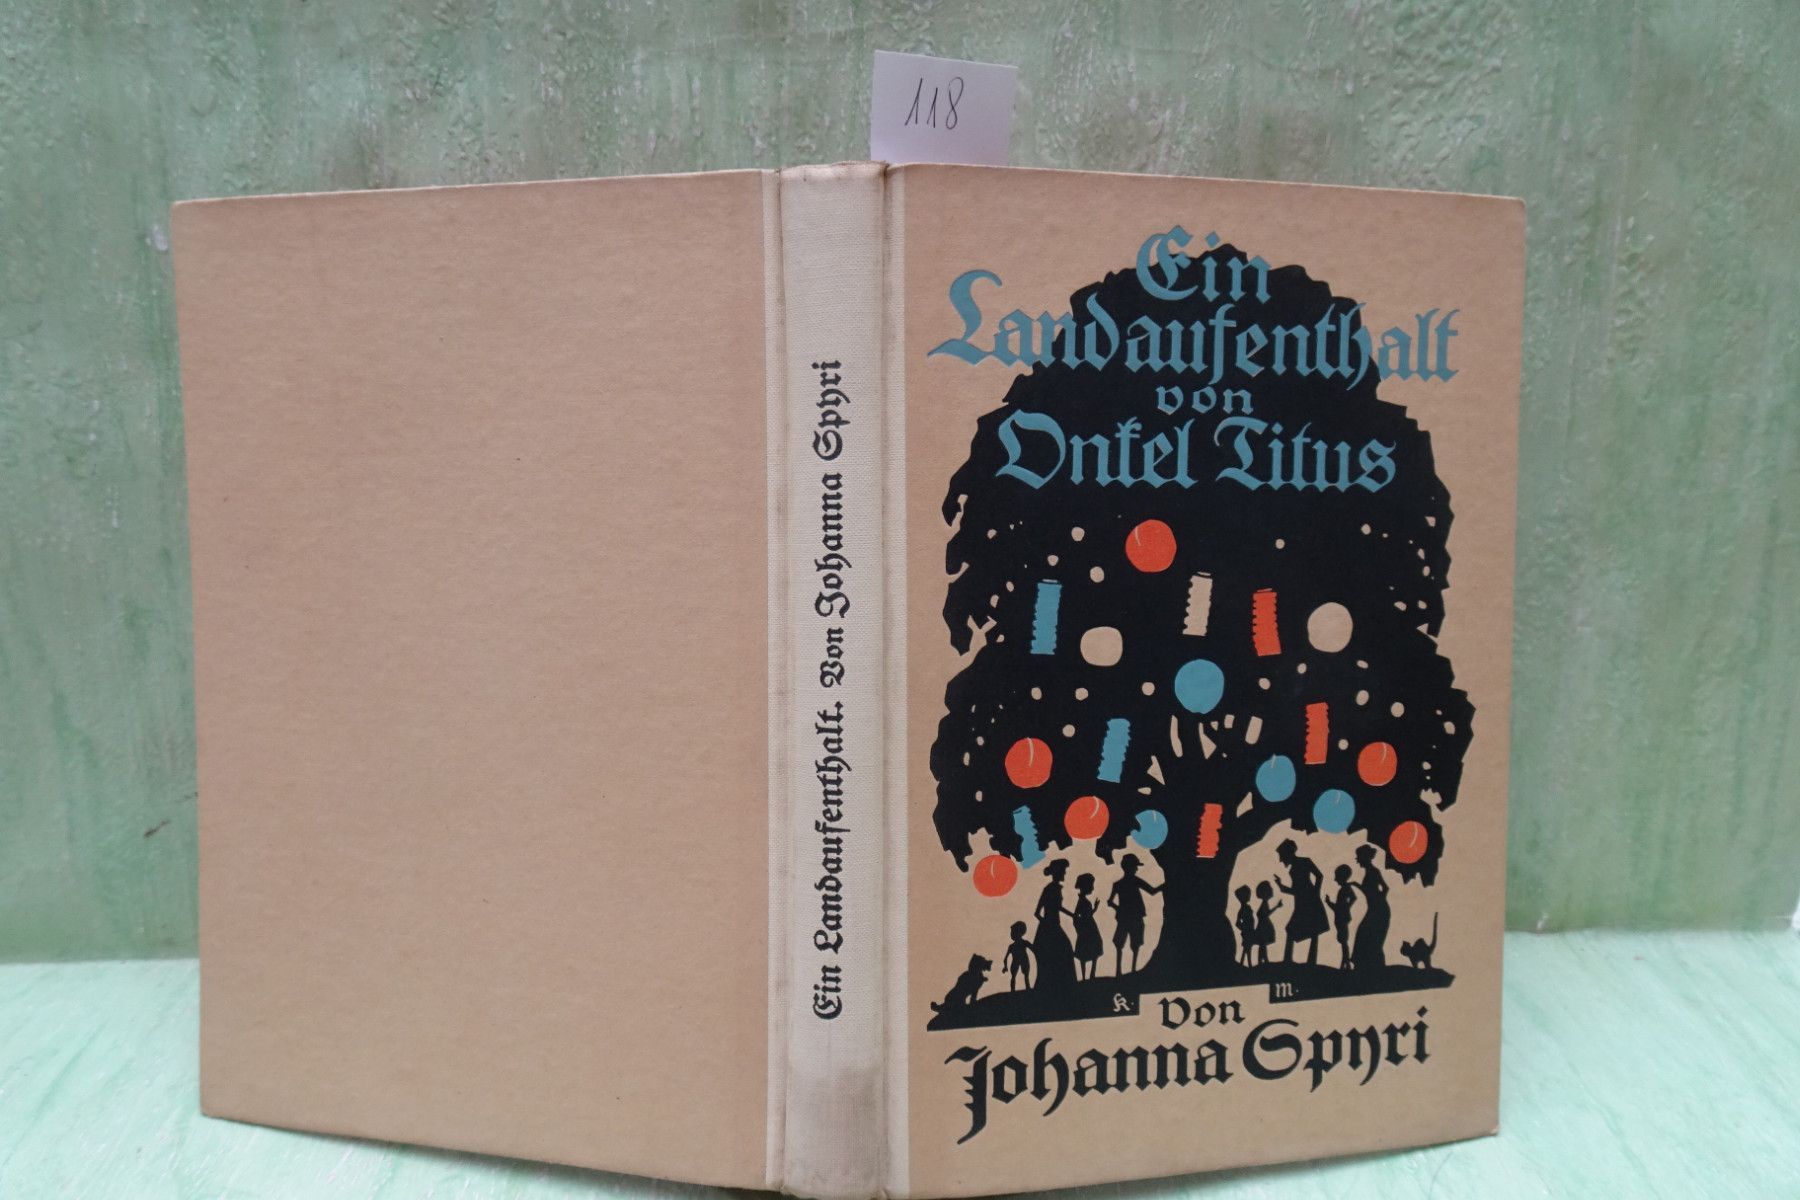 118
Ein Landaufenthalt. Von Johanna Spyri
Ein
Landaufenthalt
von
Onkel Titus
K. M.
Von
Johanna Spyri